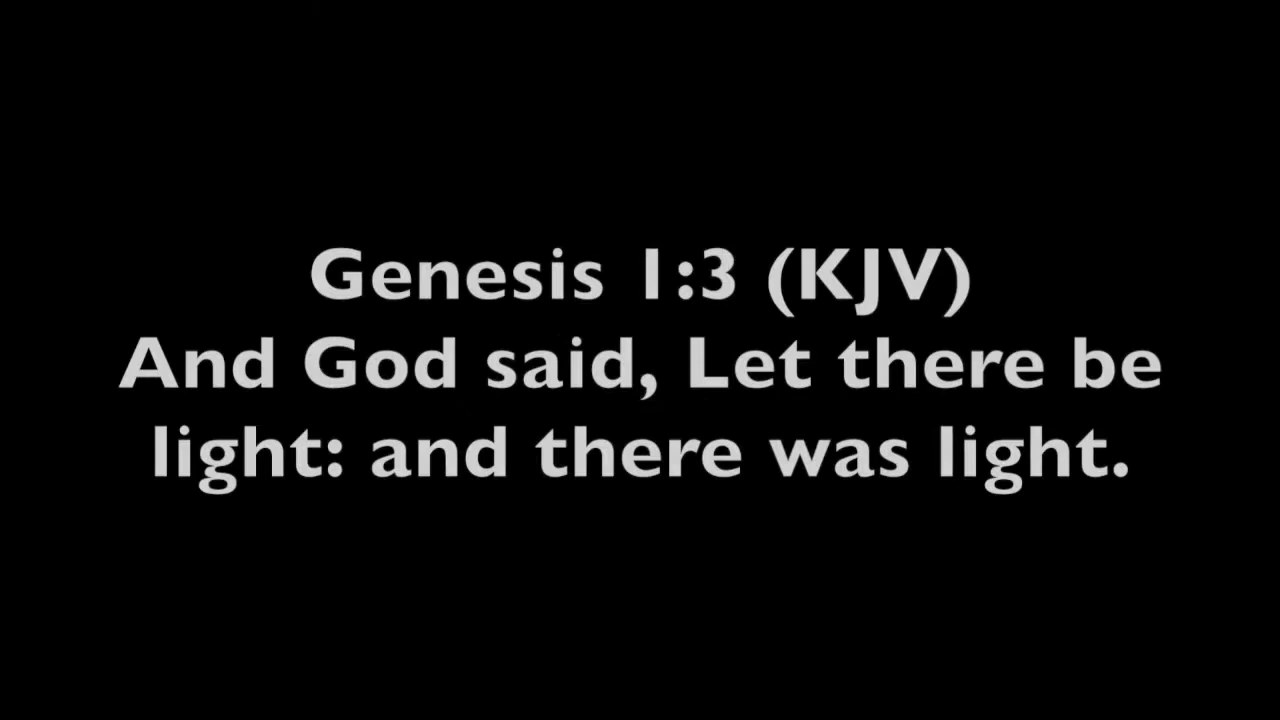 Genesis 1:3 (KJV)
And God said, Let there be
light: and there was light.